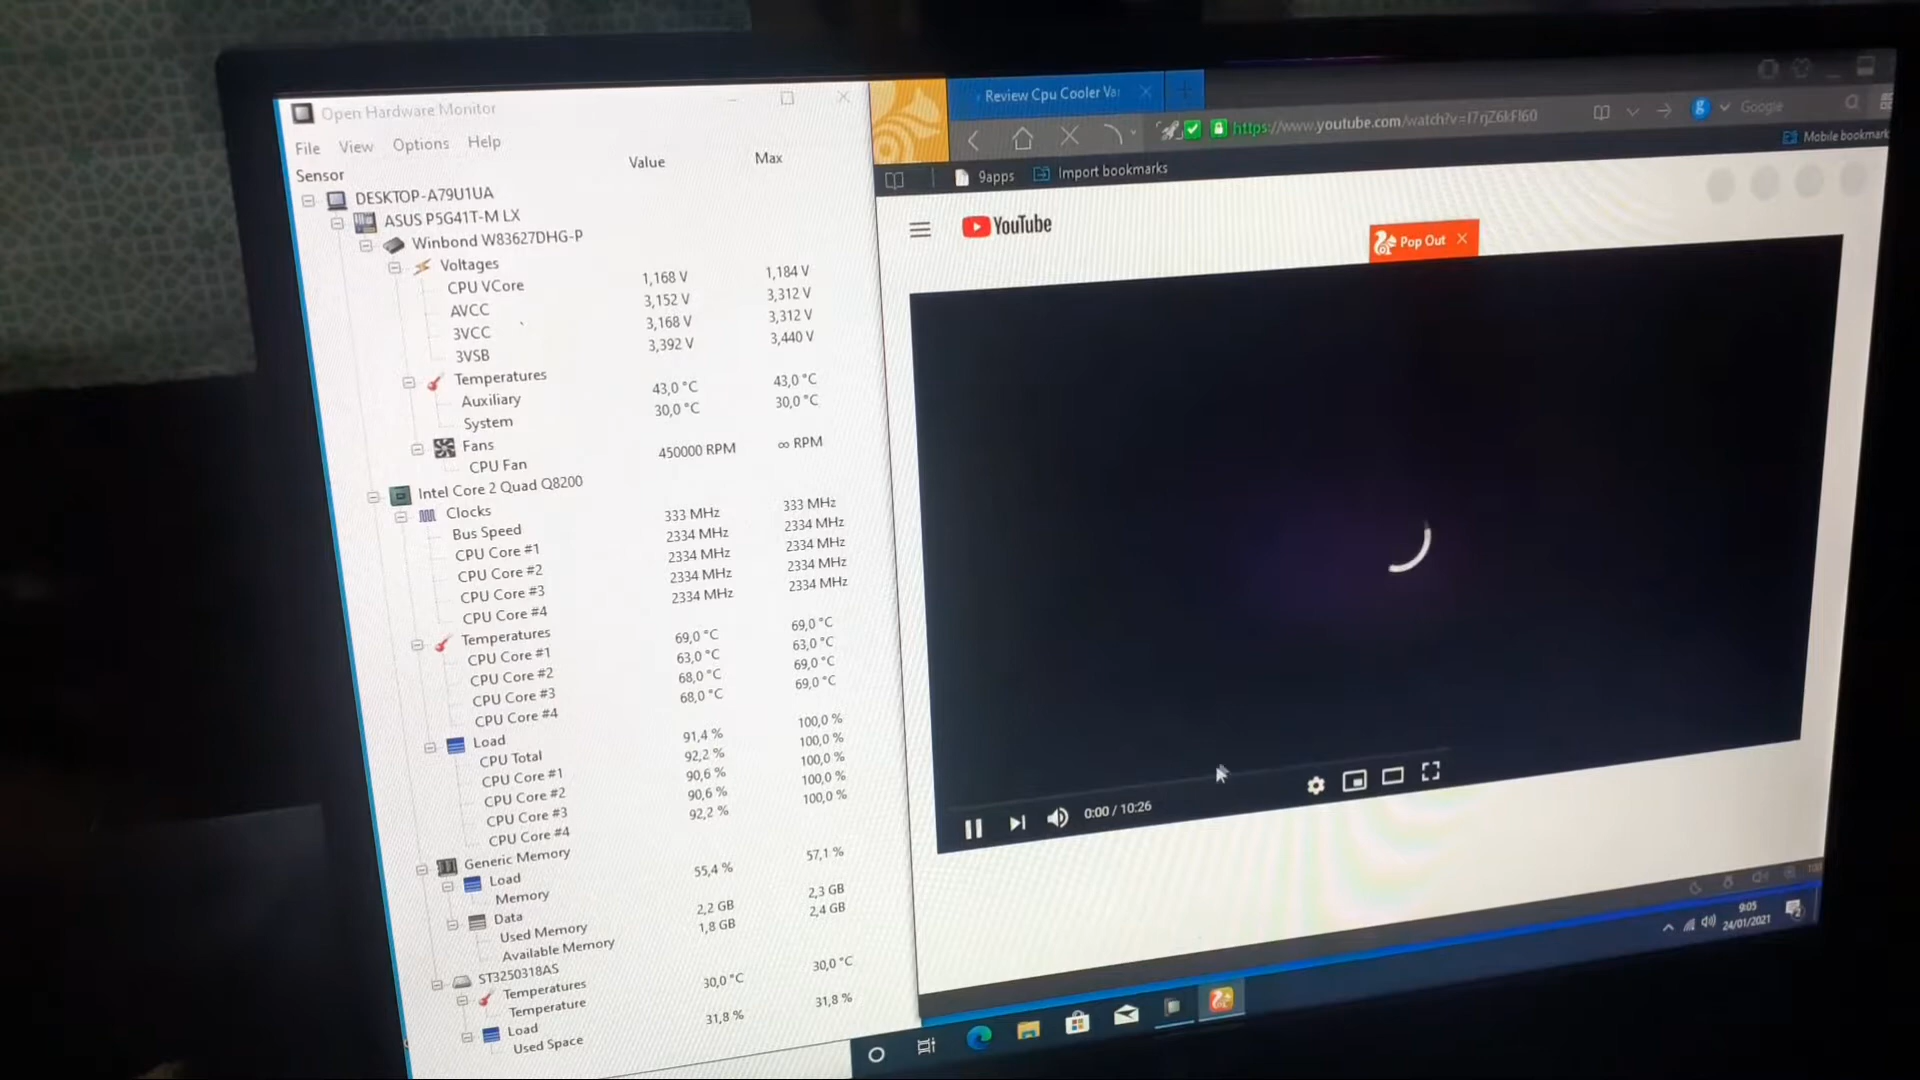 Open Hardware Monitor
File View Options Help
Sensor Value Max
DESKTOP-A79U1UA
ASUS P5G41T-M LX
Winbond W83627DHG-P
Voltages
CPU VCore 1,168 V 1,184 V
AVCC 3,152 V 3,312 V
3VCC 3,168 V 3,312 V
3VSB 3,392 V 3,440 V
Temperatures
Auxiliary 43,0 °C 43,0 °C
System 30,0 °C 30,0 °C
Fans
CPU Fan 450000 RPM ∞ RPM
Intel Core 2 Quad Q8200
Clocks
Bus Speed 333 MHz 333 MHz
CPU Core #1 2334 MHz 2334 MHz
CPU Core #2 2334 MHz 2334 MHz
CPU Core #3 2334 MHz 2334 MHz
CPU Core #4 2334 MHz 2334 MHz
Temperatures
CPU Core #1 69,0 °C 69,0 °C
CPU Core #2 63,0 °C 63,0 °C
CPU Core #3 68,0 °C 69,0 °C
CPU Core #4 68,0 °C 69,0 °C
Load
CPU Total 91,4 % 100,0 %
CPU Core #1 92,2 % 100,0 %
CPU Core #2 90,6 % 100,0 %
CPU Core #3 90,6 % 100,0 %
CPU Core #4 92,2 % 100,0 %
Generic Memory
Load
Memory 55,4 % 57,1 %
Data
Used Memory 2,2 GB 2,3 GB
Available Memory 1,8 GB 2,4 GB
ST3250318AS
Temperatures
Temperature 30,0 °C 30,0 °C
Load
Used Space 31,8 % 31,8 %
Review Cpu Cooler Va
https://www.youtube.com/watch?v=I7rjZ6kFI60
Google
Mobile bookmark
9apps Import bookmarks
YouTube
Pop Out
0:00 / 10:26
100
9:05
24/01/2021
2